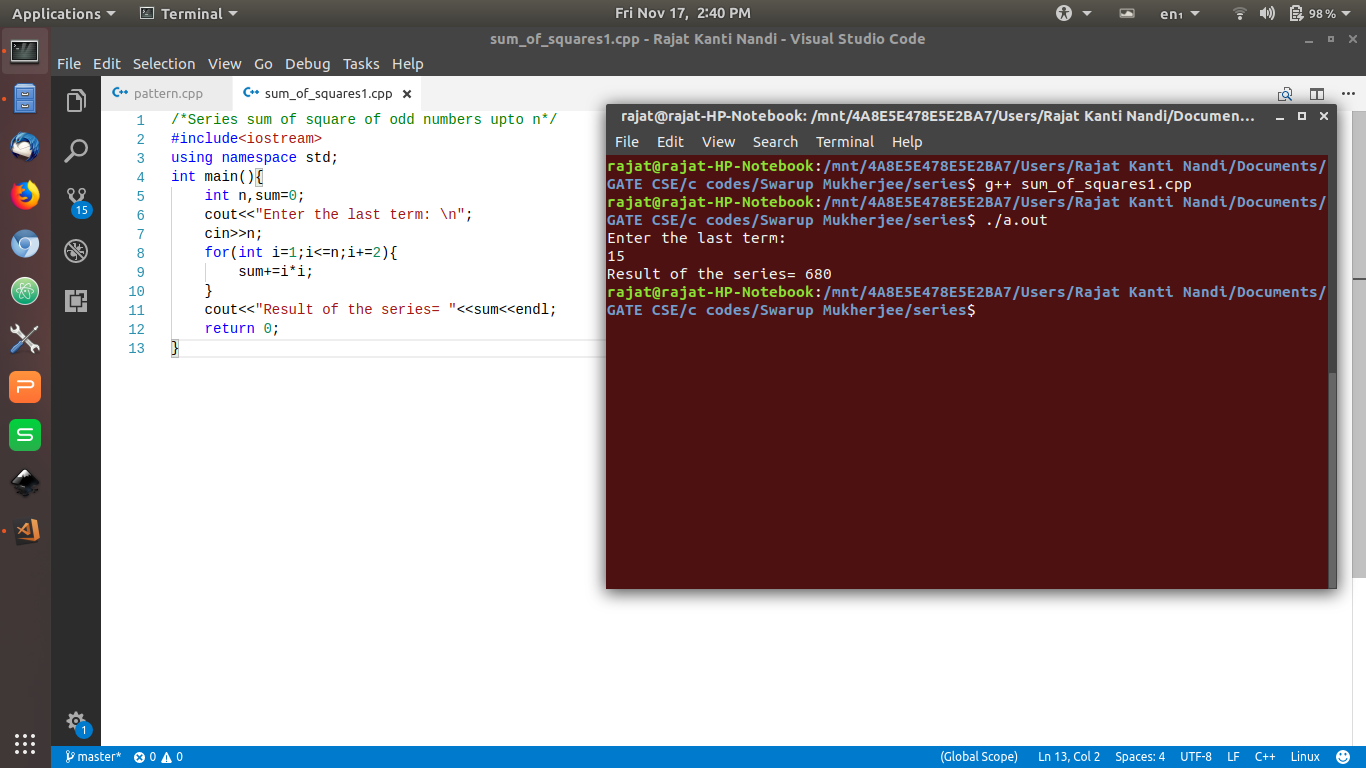 Applications Terminal Fri Nov 17, 2:40 PM en₁ 98%
sum_of_squares1.cpp - Rajat Kanti Nandi - Visual Studio Code
File Edit Selection View Go Debug Tasks Help
C++ pattern.cpp C++ sum_of_squares1.cpp
1 /*Series sum of square of odd numbers upto n*/
2 #include<iostream>
3 using namespace std;
4 int main(){
5     int n,sum=0;
6     cout<<"Enter the last term: \n";
7     cin>>n;
8     for(int i=1;i<=n;i+=2){
9         sum+=i*i;
10     }
11     cout<<"Result of the series= "<<sum<<endl;
12     return 0;
13 }
15
1
rajat@rajat-HP-Notebook: /mnt/4A8E5E478E5E2BA7/Users/Rajat Kanti Nandi/Documen...
File Edit View Search Terminal Help
rajat@rajat-HP-Notebook:/mnt/4A8E5E478E5E2BA7/Users/Rajat Kanti Nandi/Documents/
GATE CSE/c codes/Swarup Mukherjee/series$ g++ sum_of_squares1.cpp
rajat@rajat-HP-Notebook:/mnt/4A8E5E478E5E2BA7/Users/Rajat Kanti Nandi/Documents/
GATE CSE/c codes/Swarup Mukherjee/series$ ./a.out
Enter the last term:
15
Result of the series= 680
rajat@rajat-HP-Notebook:/mnt/4A8E5E478E5E2BA7/Users/Rajat Kanti Nandi/Documents/
GATE CSE/c codes/Swarup Mukherjee/series$
master* 0 0 (Global Scope) Ln 13, Col 2 Spaces: 4 UTF-8 LF C++ Linux